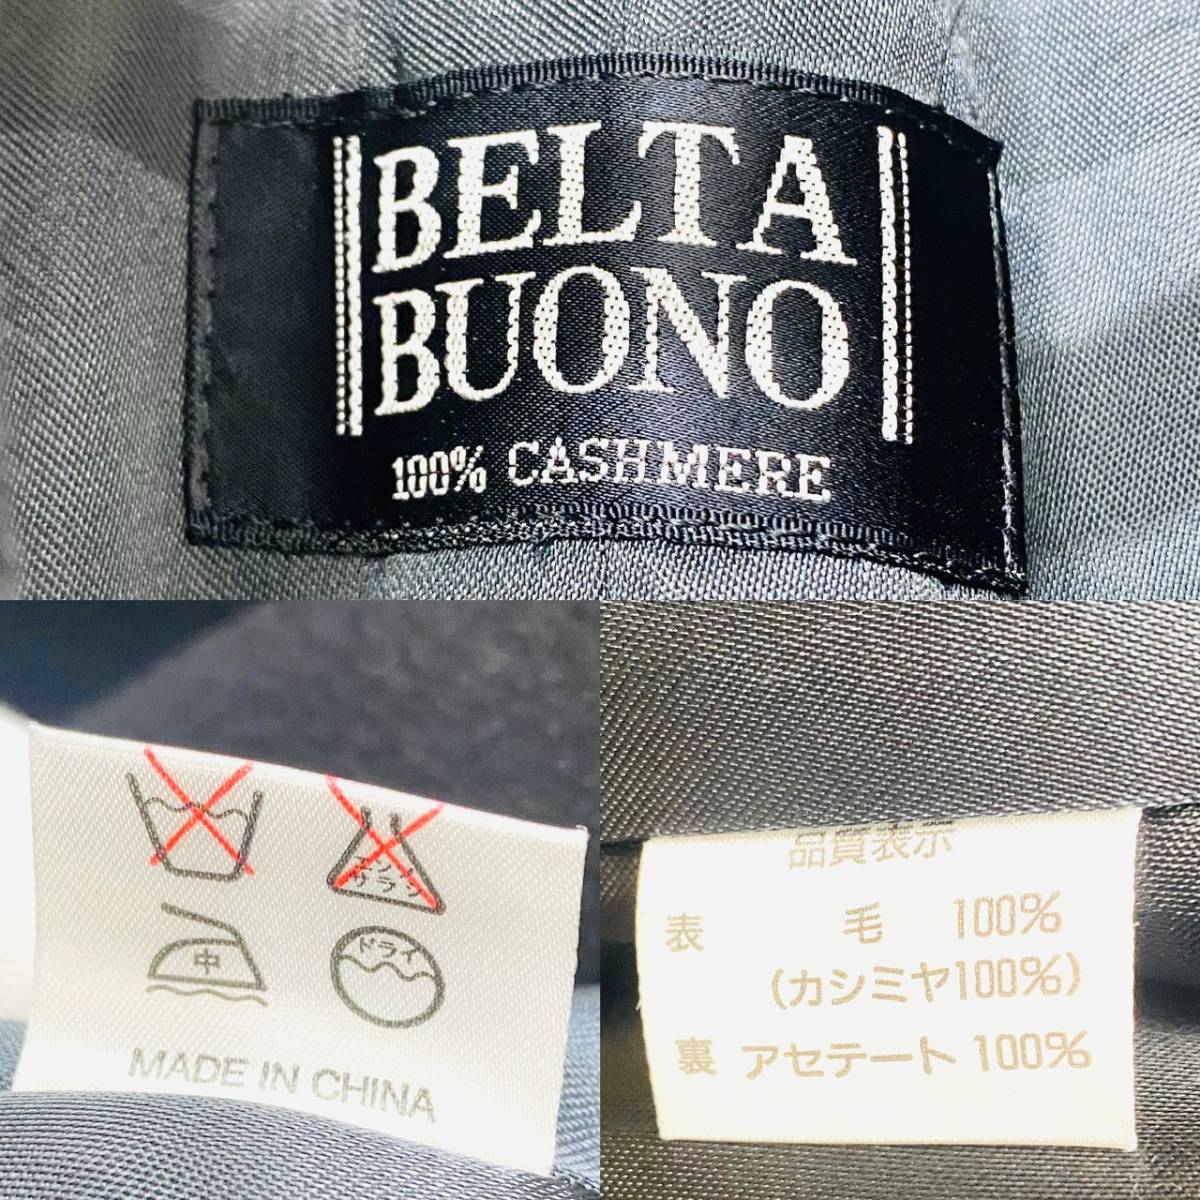 BELTA
BUONO
100% CASHMERE
エンソ
サラシ
中
ドライ
MADE IN CHINA
品質表示
表 毛 100%
(カシミヤ100%)
裏 アセテート 100%